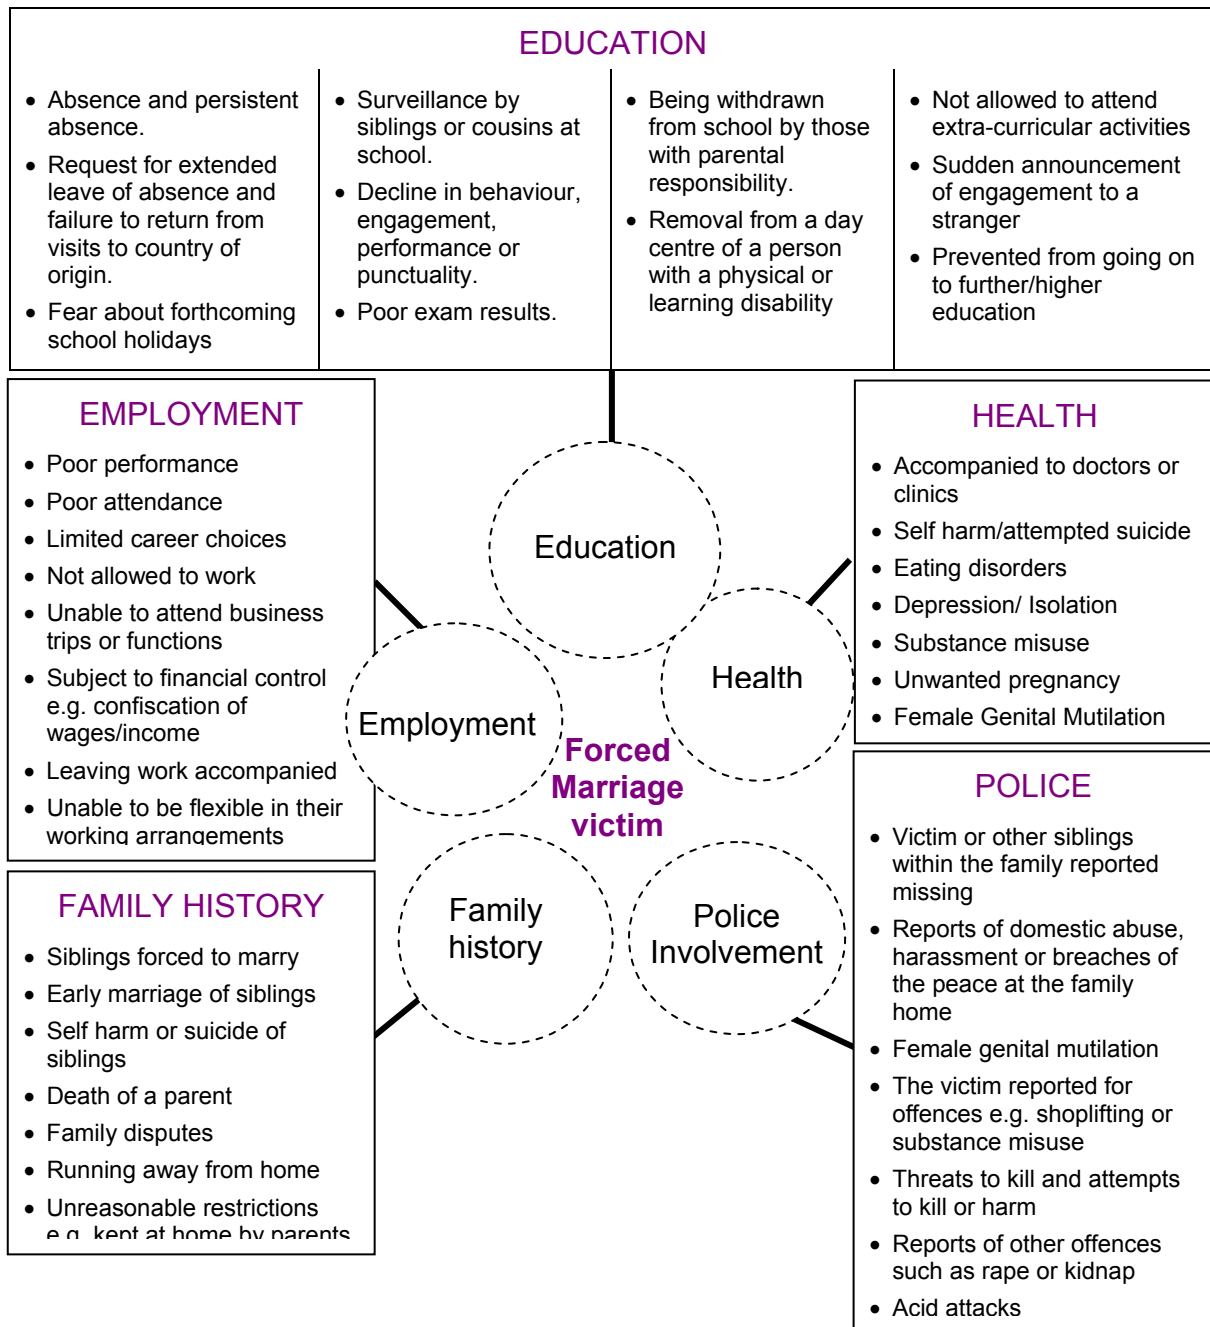 EDUCATION
• Absence and persistent
absence.
• Request for extended
leave of absence and
failure to return from
visits to country of
origin.
• Fear about forthcoming
school holidays
• Surveillance by
siblings or cousins at
school.
• Decline in behaviour,
engagement,
performance or
punctuality.
• Poor exam results.
• Being withdrawn
from school by those
with parental
responsibility.
• Removal from a day
centre of a person
with a physical or
learning disability
• Not allowed to attend
extra-curricular activities
• Sudden announcement
of engagement to a
stranger
• Prevented from going on
to further/higher
education
EMPLOYMENT
• Poor performance
• Poor attendance
• Limited career choices
• Not allowed to work
• Unable to attend business
trips or functions
• Subject to financial control
e.g. confiscation of
wages/income
• Leaving work accompanied
• Unable to be flexible in their
working arrangements
HEALTH
• Accompanied to doctors or
clinics
• Self harm/attempted suicide
• Eating disorders
• Depression/ Isolation
• Substance misuse
• Unwanted pregnancy
• Female Genital Mutilation
Education
Health
Employment
Forced
Marriage
victim
Family
history
Police
Involvement
FAMILY HISTORY
• Siblings forced to marry
• Early marriage of siblings
• Self harm or suicide of
siblings
• Death of a parent
• Family disputes
• Running away from home
• Unreasonable restrictions
e.g. kept at home by parents
POLICE
• Victim or other siblings
within the family reported
missing
• Reports of domestic abuse,
harassment or breaches of
the peace at the family
home
• Female genital mutilation
• The victim reported for
offences e.g. shoplifting or
substance misuse
• Threats to kill and attempts
to kill or harm
• Reports of other offences
such as rape or kidnap
• Acid attacks